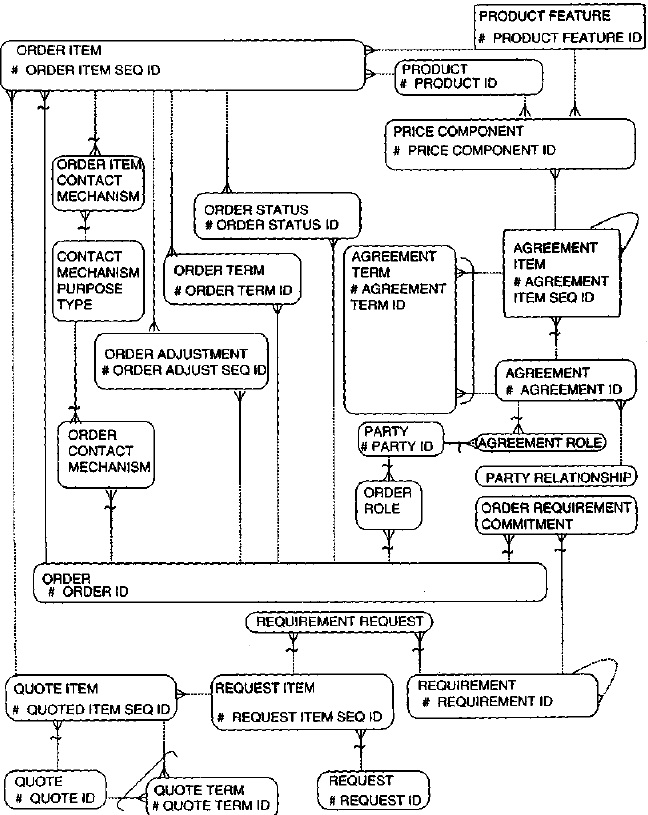 PRODUCT FEATURE
# PRODUCT FEATURE ID
ORDER ITEM
# ORDER ITEM SEQ ID
PRODUCT
# PRODUCT ID
PRICE COMPONENT
# PRICE COMPONENT ID
ORDER ITEM
CONTACT
MECHANISM
ORDER STATUS
# ORDER STATUS ID
CONTACT
MECHANISM
PURPOSE
TYPE
ORDER TERM
# ORDER TERM ID
AGREEMENT
TERM
# AGREEMENT
TERM ID
AGREEMENT
ITEM
# AGREEMENT
ITEM SEQ ID
ORDER ADJUSTMENT
# ORDER ADJUST SEQ ID
AGREEMENT
# AGREEMENT ID
ORDER
CONTACT
MECHANISM
PARTY
# PARTY ID
AGREEMENT ROLE
PARTY RELATIONSHIP
ORDER
ROLE
ORDER REQUIREMENT
COMMITMENT
ORDER
# ORDER ID
REQUIREMENT REQUEST
QUOTE ITEM
# QUOTED ITEM SEQ ID
REQUEST ITEM
# REQUEST ITEM SEQ ID
REQUIREMENT
# REQUIREMENT ID
QUOTE
# QUOTE ID
QUOTE TERM
# QUOTE TERM ID
REQUEST
# REQUEST ID